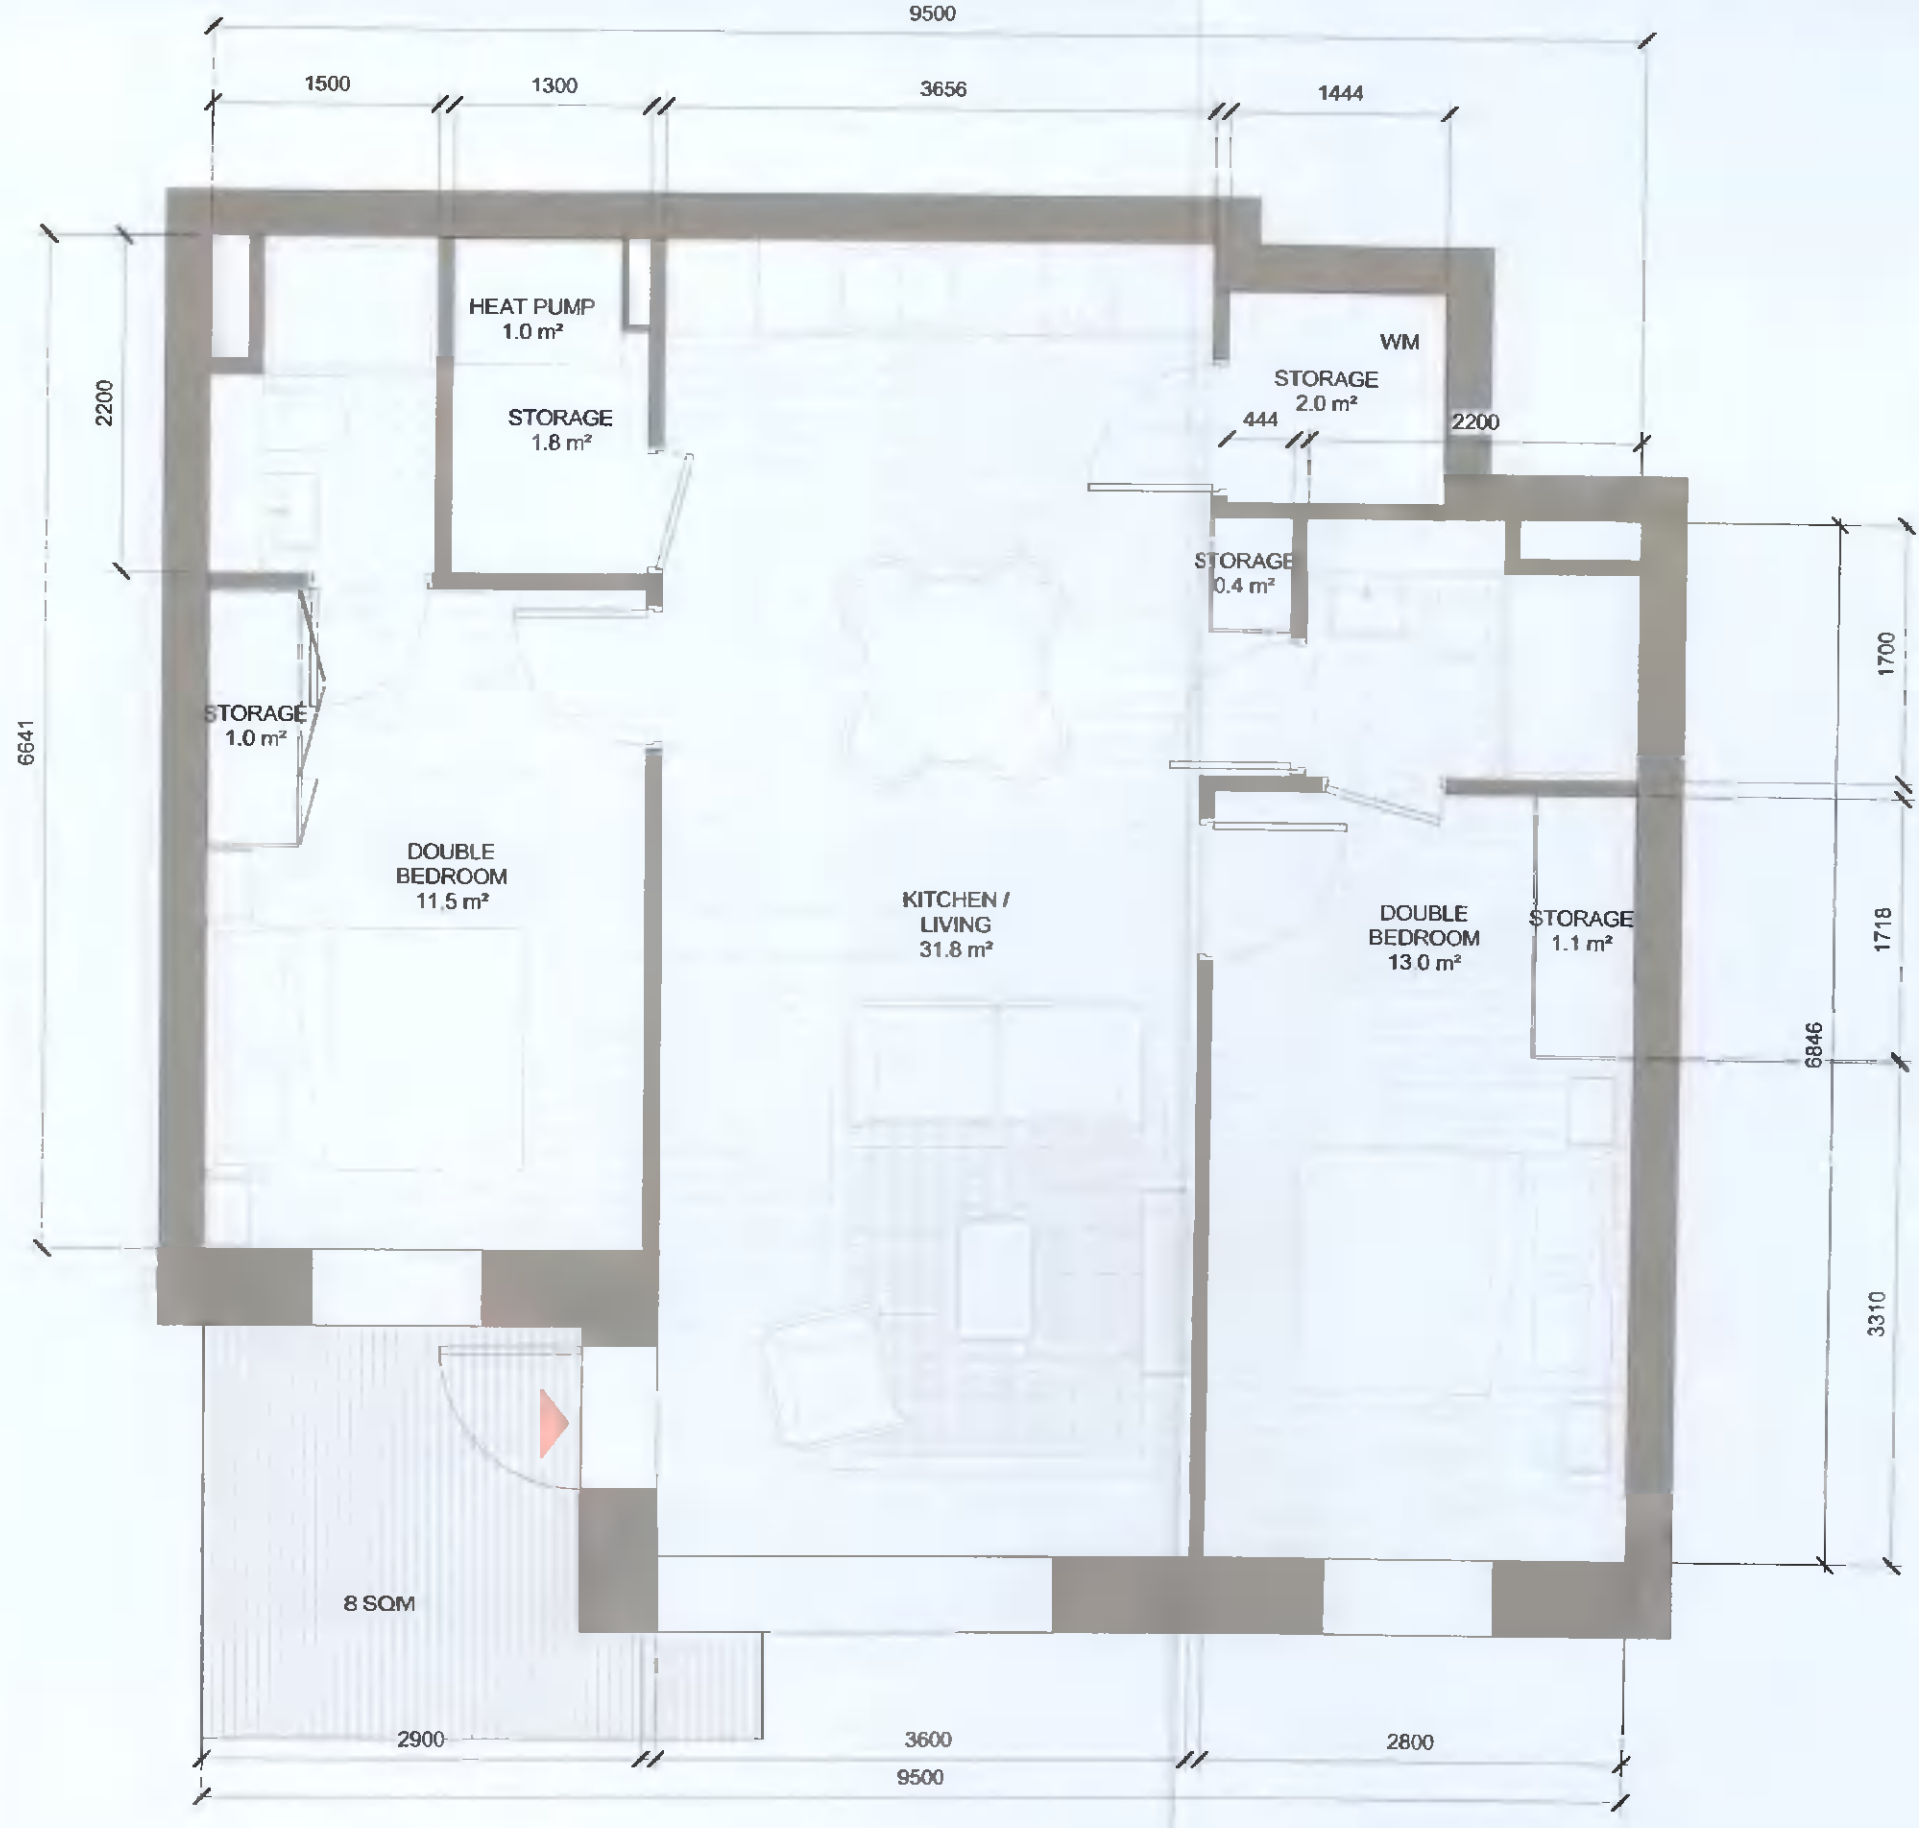 9500
1500
1300
3656
1444
HEAT PUMP
1.0 m²
WM
STORAGE
2.0 m²
2200
STORAGE
1.8 m²
444
2200
STORAGE
0.4 m²
1700
6641
STORAGE
1.0 m²
DOUBLE
BEDROOM
11.5 m²
KITCHEN /
LIVING
31.8 m²
DOUBLE
BEDROOM
13.0 m²
STORAGE
1.1 m²
1718
6846
3310
8 SQM
2900
3600
2800
9500